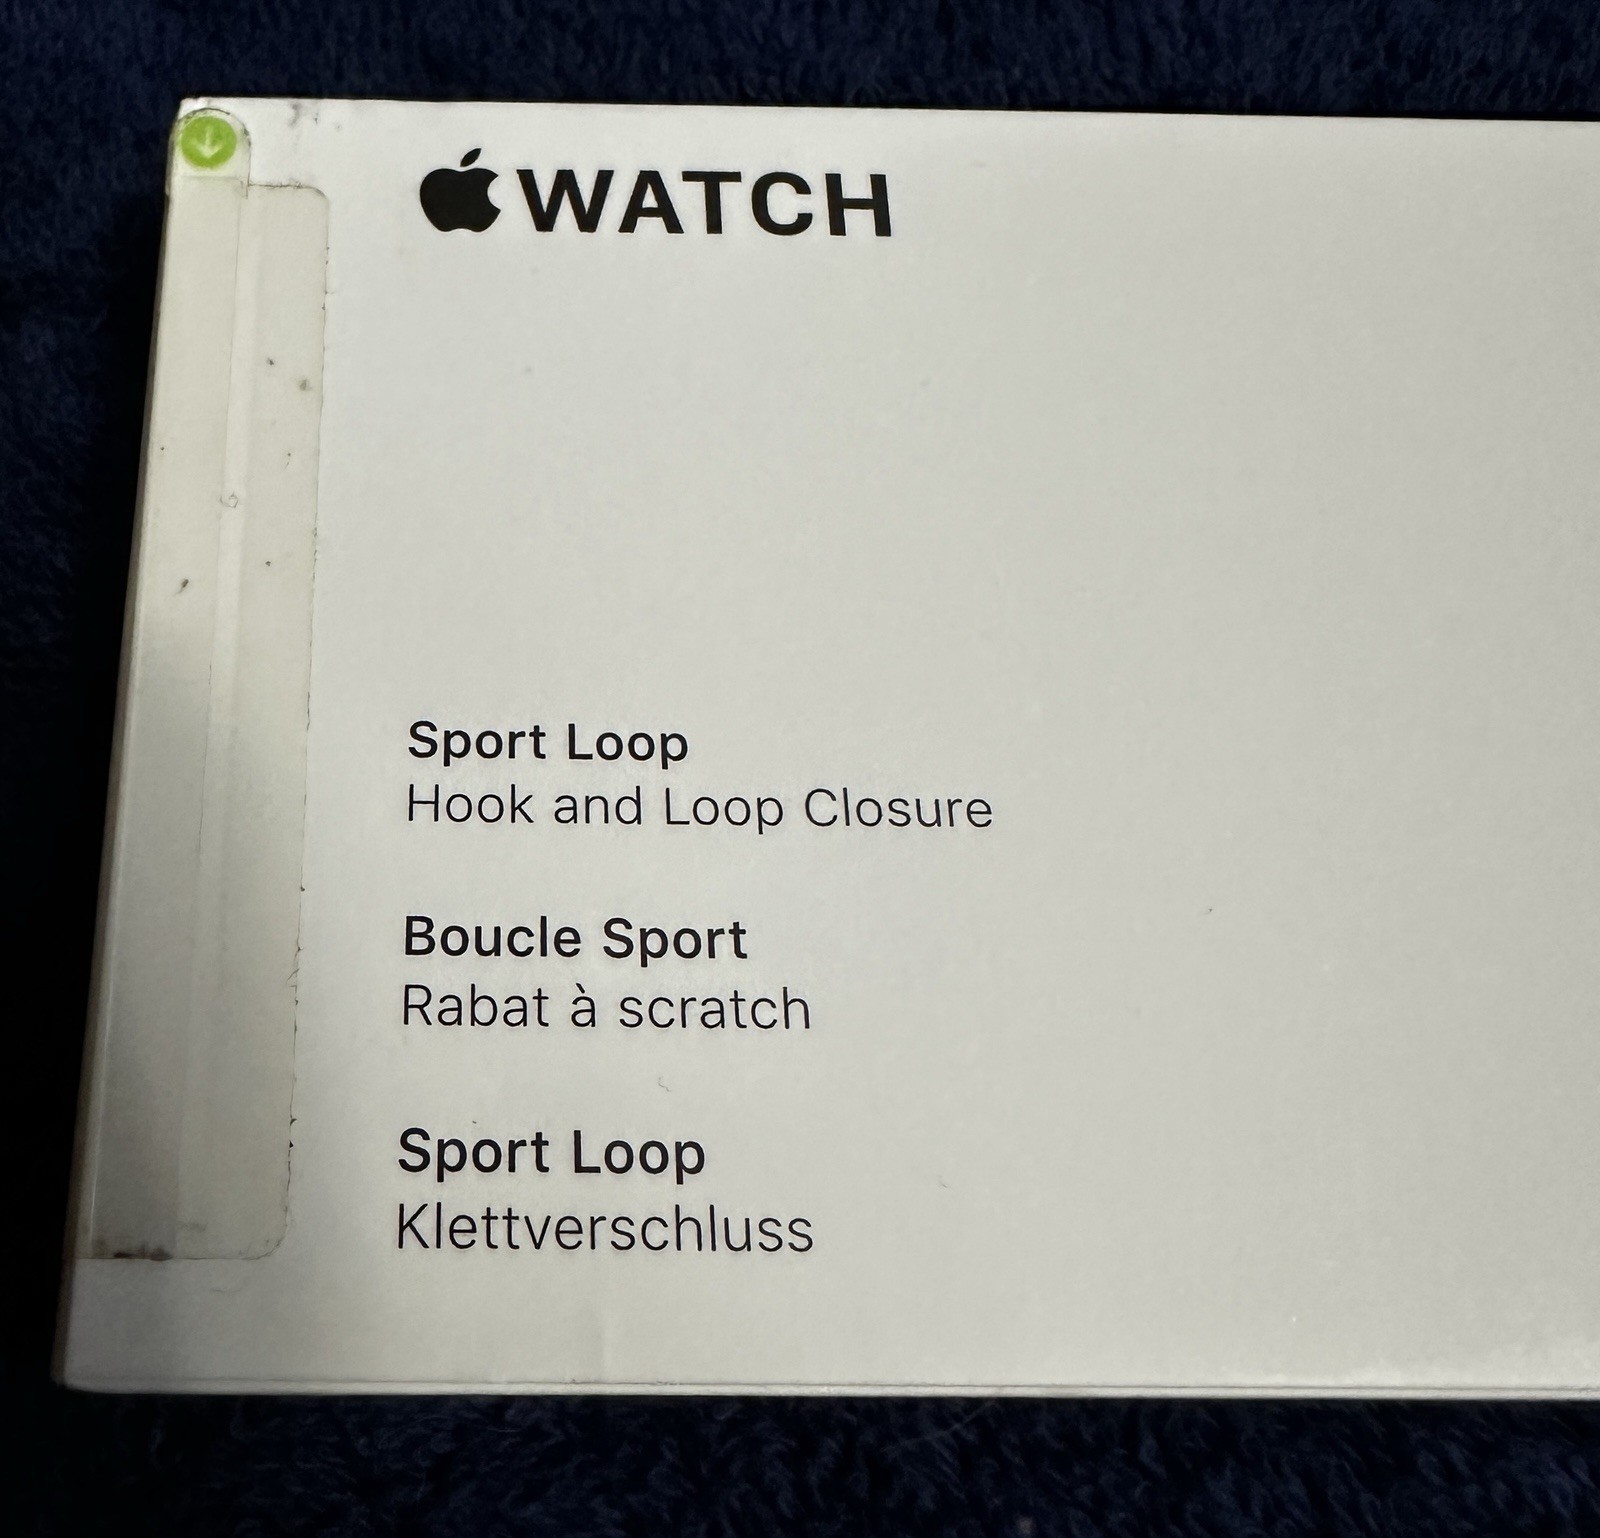 WATCH
Sport Loop
Hook and Loop Closure
Boucle Sport
Rabat à scratch
Sport Loop
Klettverschluss